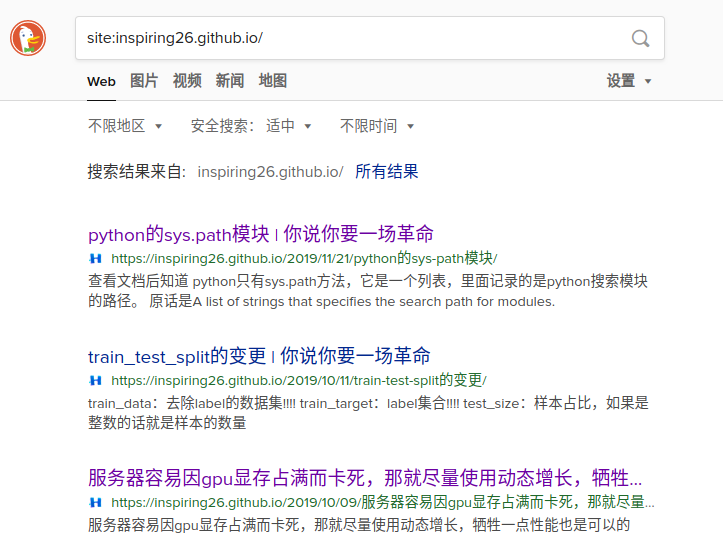 site:inspiring26.github.io/
Web 图片 视频 新闻 地图 设置
不限地区 安全搜索： 适中 不限时间
搜索结果来自: inspiring26.github.io/ 所有结果
python的sys.path模块 | 你说你要一场革命
https://inspiring26.github.io/2019/11/21/python的sys-path模块/
查看文档后知道 python只有sys.path方法，它是一个列表，里面记录的是python搜索模块
的路径。 原话是A list of strings that specifies the search path for modules.
train_test_split的变更 | 你说你要一场革命
https://inspiring26.github.io/2019/10/11/train-test-split的变更/
train_data：去除label的数据集!!!! train_target：label集合!!!! test_size：样本占比，如果是
整数的话就是样本的数量
服务器容易因gpu显存占满而卡死，那就尽量使用动态增长，牺牲...
https://inspiring26.github.io/2019/10/09/服务器容易因gpu显存占满而卡死，那就尽量...
服务器容易因gpu显存占满而卡死，那就尽量使用动态增长，牺牲一点性能也是可以的